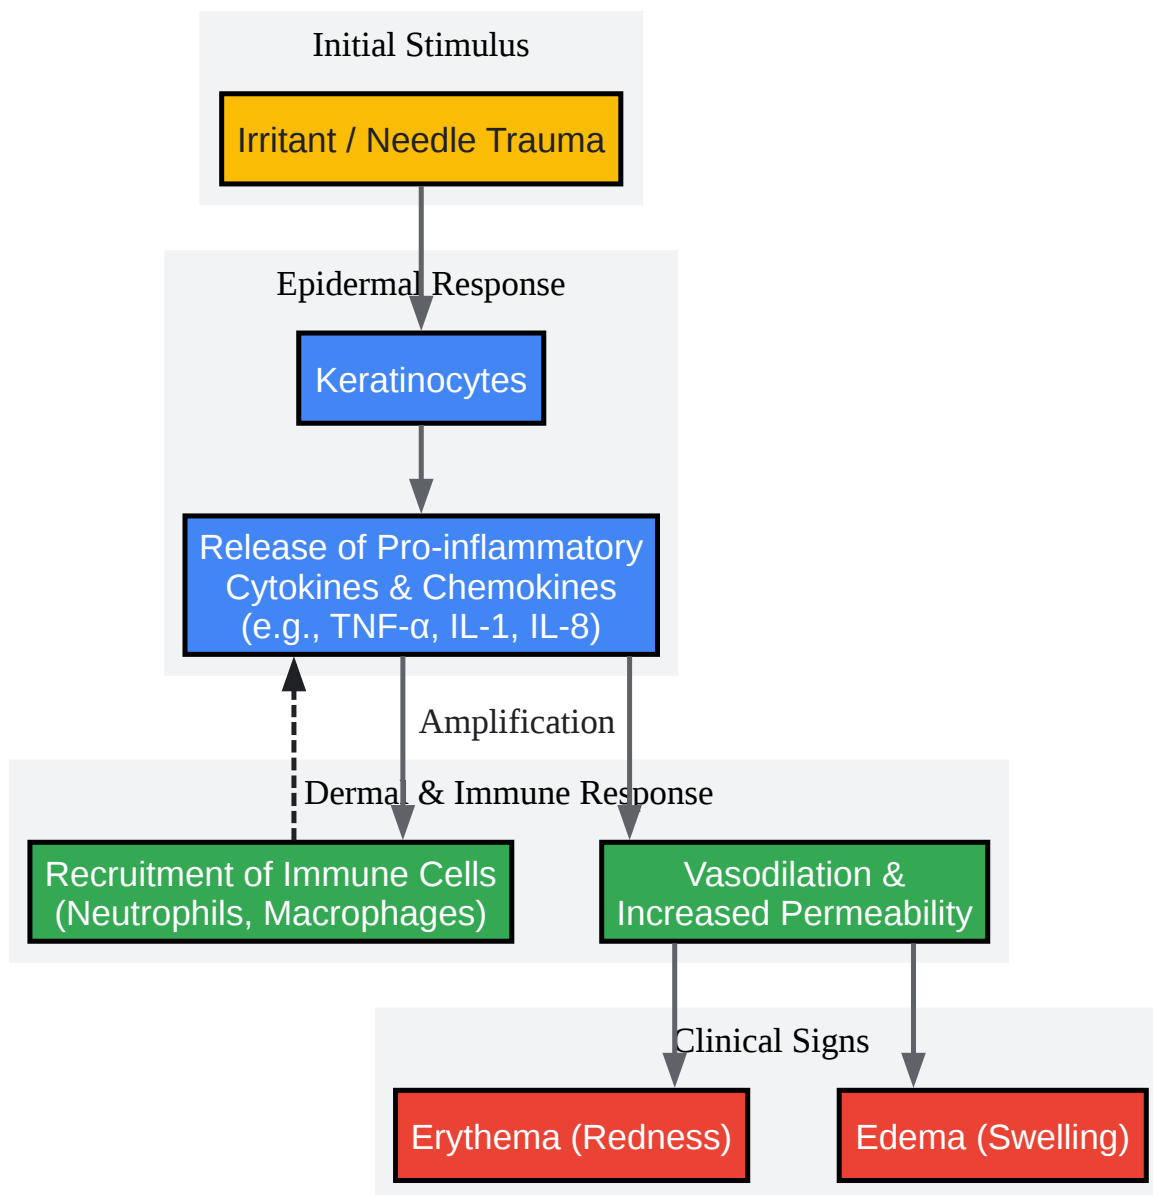 Initial Stimulus
Irritant / Needle Trauma
Epidermal Response
Keratinocytes
Release of Pro-inflammatory
Cytokines & Chemokines
(e.g., TNF-α, IL-1, IL-8)
Amplification
Dermal & Immune Response
Recruitment of Immune Cells
(Neutrophils, Macrophages)
Vasodilation &
Increased Permeability
Clinical Signs
Erythema (Redness)
Edema (Swelling)